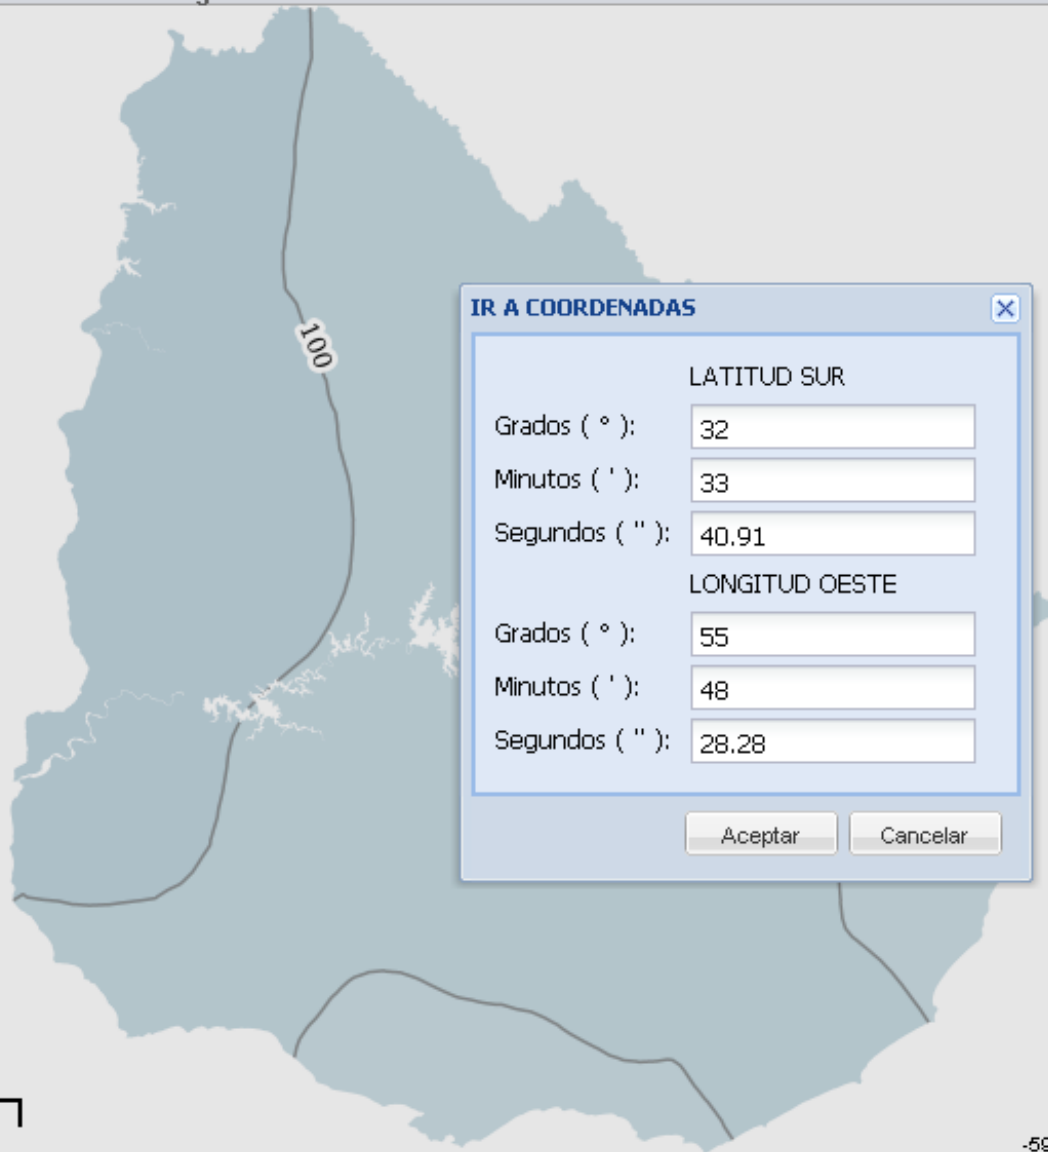 IR A COORDENADAS
LATITUD SUR
Grados ( ° ): 32
Minutos ( ' ): 33
Segundos ( " ): 40.91
LONGITUD OESTE
Grados ( ° ): 55
Minutos ( ' ): 48
Segundos ( " ): 28.28
Aceptar Cancelar
100
-59